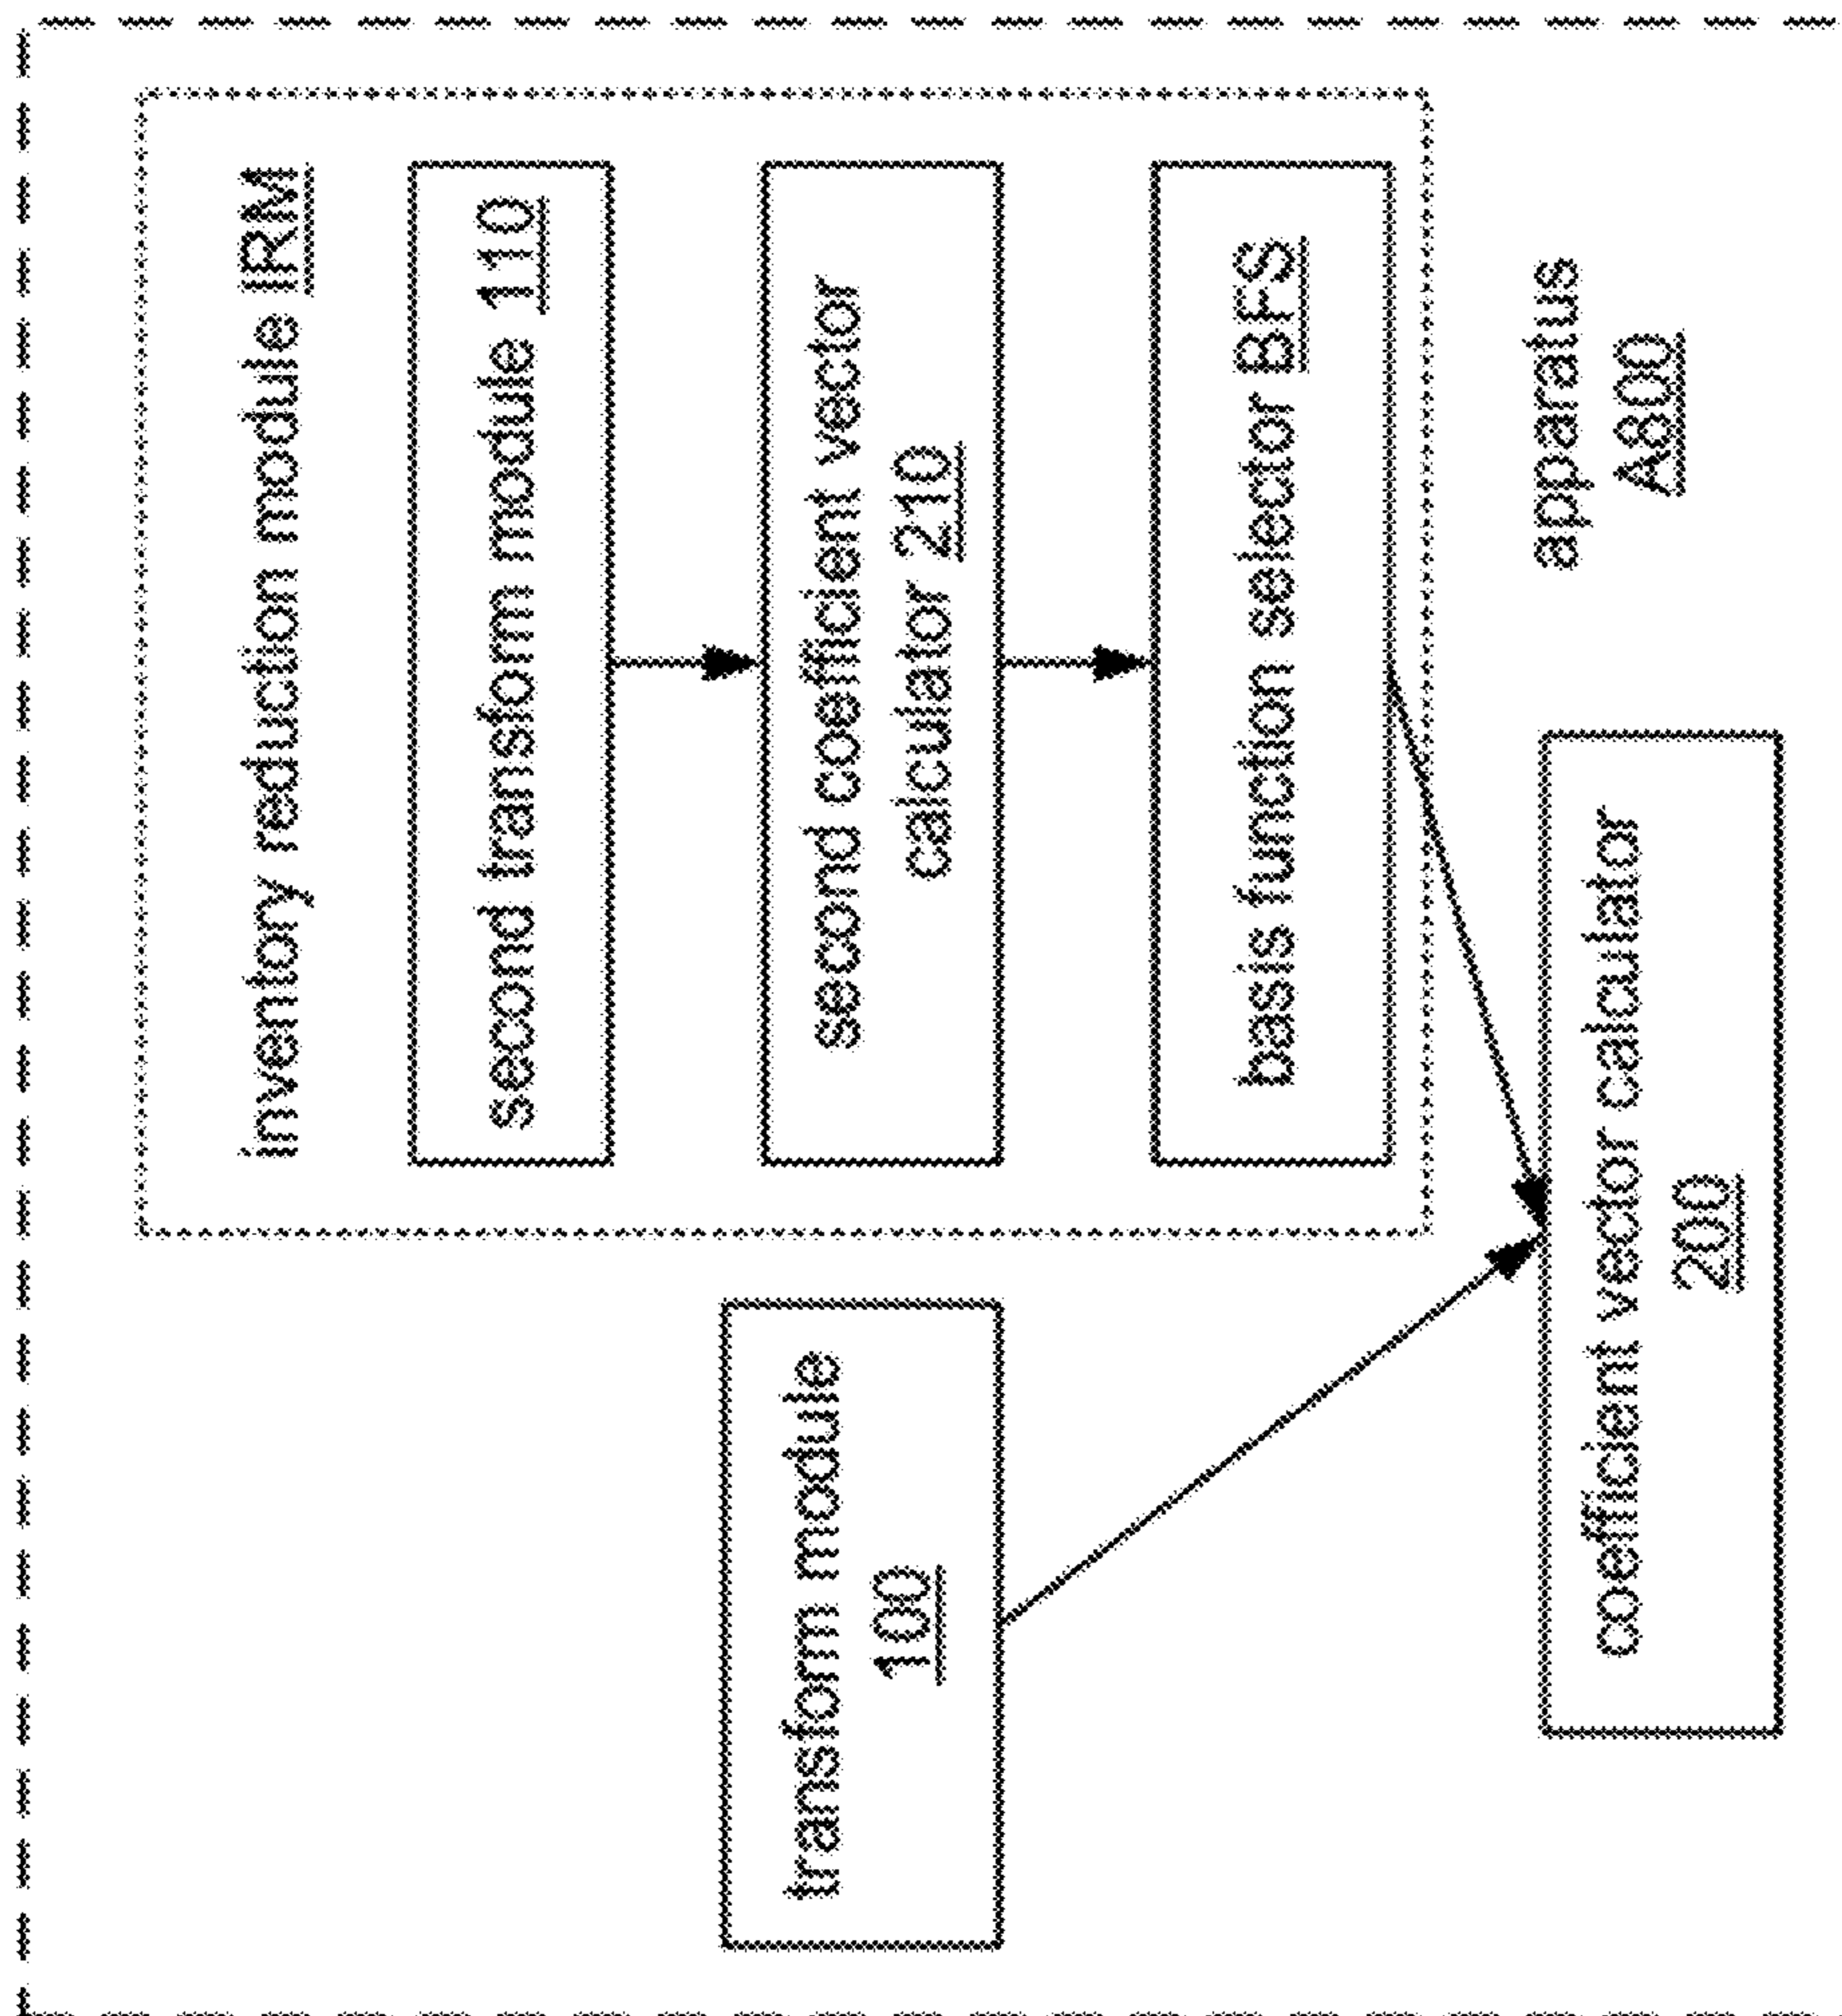 inventory reduction module IRM
second transform module 110
second coefficient vector
calculator 210
basis function selector BFS
transform module
100
coefficient vector calculator
200
apparatus
A800